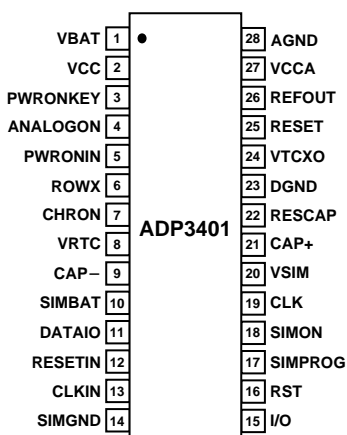 VBAT 1 28 AGND
VCC 2 27 VCCA
PWRONKEY 3 26 REFOUT
ANALOGON 4 25 RESET
PWRONIN 5 24 VTCXO
ROWX 6 23 DGND
CHRON 7 22 RESCAP
ADP3401
VRTC 8 21 CAP+
CAP− 9 20 VSIM
SIMBAT 10 19 CLK
DATAIO 11 18 SIMON
RESETIN 12 17 SIMPROG
CLKIN 13 16 RST
SIMGND 14 15 I/O